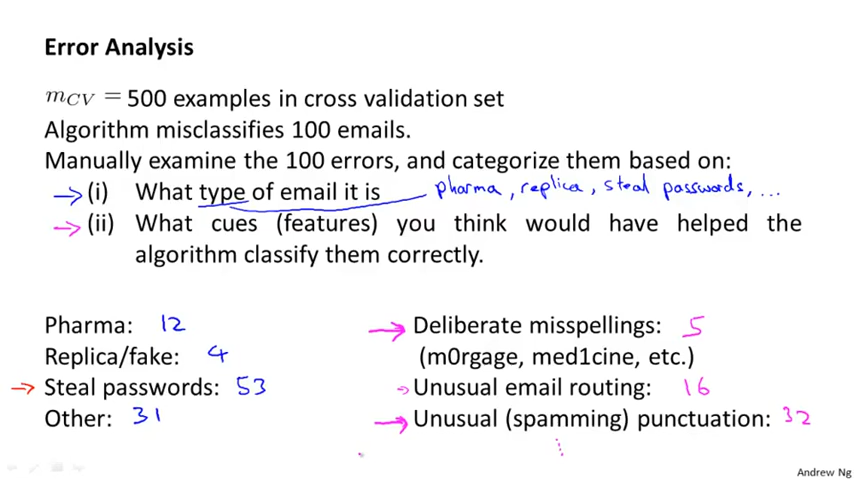 Error Analysis
m_CV = 500 examples in cross validation set
Algorithm misclassifies 100 emails.
Manually examine the 100 errors, and categorize them based on:
→ (i) What type of email it is pharma, replica, steal passwords, ...
→ (ii) What cues (features) you think would have helped the
algorithm classify them correctly.
Pharma: 12
Replica/fake: 4
→ Steal passwords: 53
Other: 31
→ Deliberate misspellings: 5
(m0rgage, med1cine, etc.)
→ Unusual email routing: 16
→ Unusual (spamming) punctuation: 32
⋮
Andrew Ng